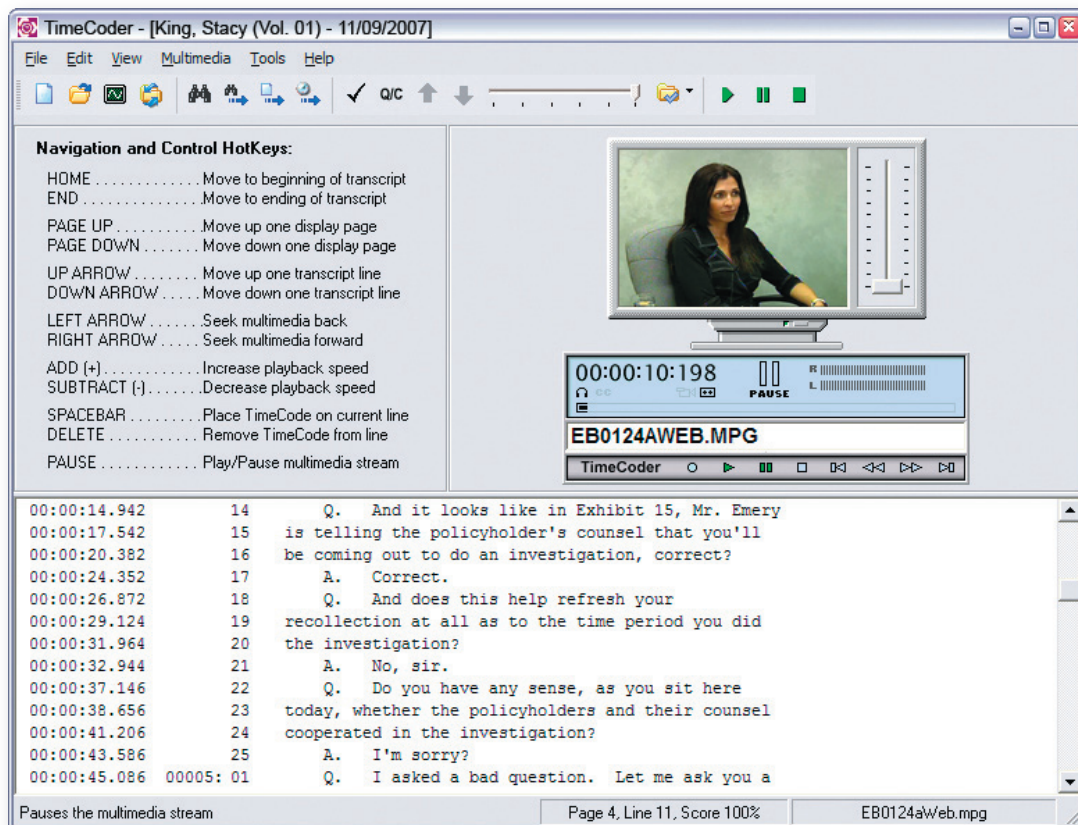 TimeCoder - [King, Stacy (Vol. 01) - 11/09/2007]
File Edit View Multimedia Tools Help
Q/C
Navigation and Control HotKeys:
HOME . . . . . . . . . . . . . Move to beginning of transcript
END . . . . . . . . . . . . . . Move to ending of transcript
PAGE UP . . . . . . . . . . Move up one display page
PAGE DOWN . . . . . . . Move down one display page
UP ARROW . . . . . . . . Move up one transcript line
DOWN ARROW . . . . . Move down one transcript line
LEFT ARROW . . . . . . . Seek multimedia back
RIGHT ARROW . . . . . Seek multimedia forward
ADD (+) . . . . . . . . . . . . Increase playback speed
SUBTRACT (-) . . . . . . . Decrease playback speed
SPACEBAR . . . . . . . . . Place TimeCode on current line
DELETE . . . . . . . . . . . Remove TimeCode from line
PAUSE . . . . . . . . . . . . Play/Pause multimedia stream
00:00:10:198
PAUSE
R
L
CC
EB0124AWEB.MPG
TimeCoder
00:00:14.942 14 Q. And it looks like in Exhibit 15, Mr. Emery
00:00:17.542 15 is telling the policyholder's counsel that you'll
00:00:20.382 16 be coming out to do an investigation, correct?
00:00:24.352 17 A. Correct.
00:00:26.872 18 Q. And does this help refresh your
00:00:29.124 19 recollection at all as to the time period you did
00:00:31.964 20 the investigation?
00:00:32.944 21 A. No, sir.
00:00:37.146 22 Q. Do you have any sense, as you sit here
00:00:38.656 23 today, whether the policyholders and their counsel
00:00:41.206 24 cooperated in the investigation?
00:00:43.586 25 A. I'm sorry?
00:00:45.086 00005: 01 Q. I asked a bad question. Let me ask you a
Pauses the multimedia stream
Page 4, Line 11, Score 100%
EB0124aWeb.mpg